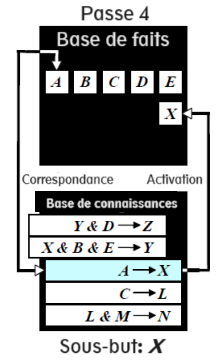 Passe 4
Base de faits
A B C D E
X
Correspondance Activation
Base de connaissances
Y & D → Z
X & B & E → Y
A → X
C → L
L & M → N
Sous-but: X